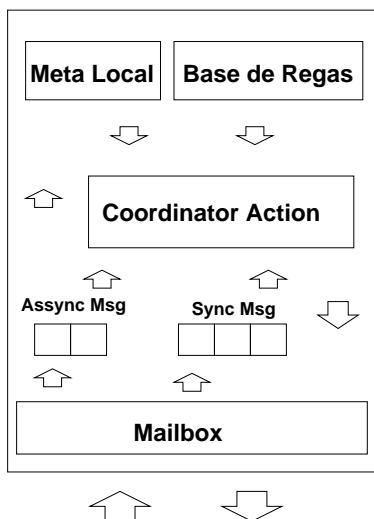 Meta Local
Base de Regas
Coordinator Action
Assync Msg
Sync Msg
Mailbox